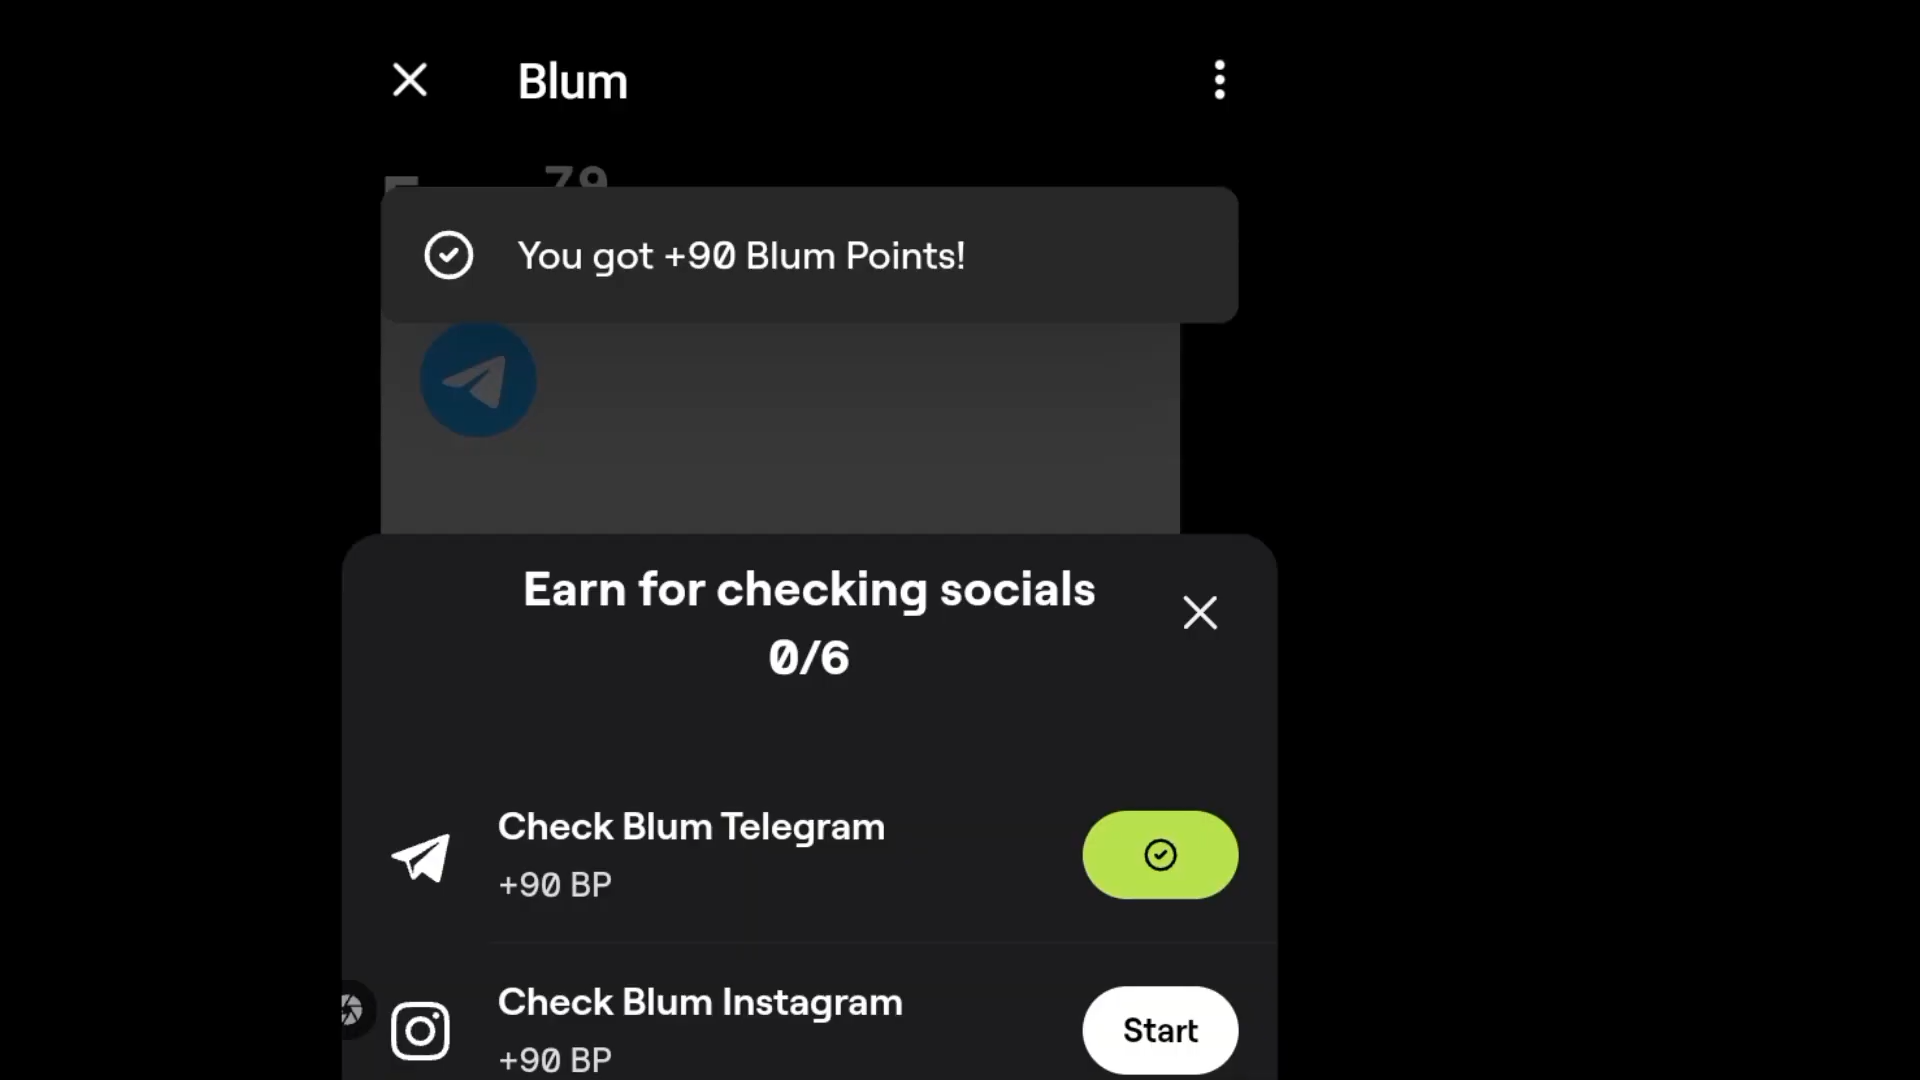 Blum
79
You got +90 Blum Points!
Earn for checking socials
0/6
Check Blum Telegram
+90 BP
Check Blum Instagram
+90 BP
Start